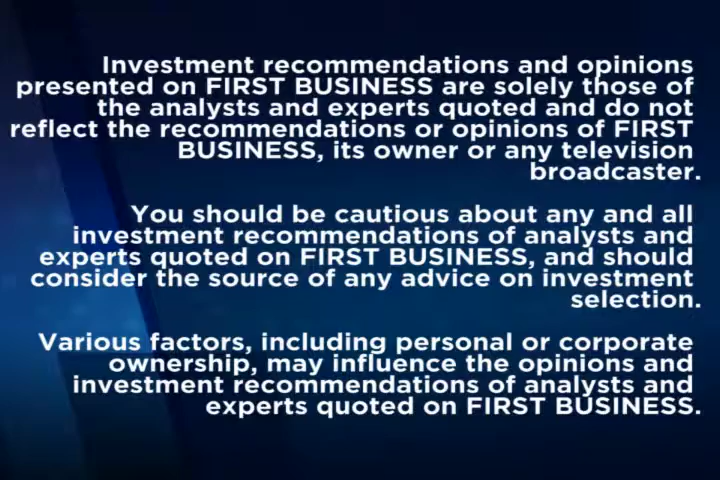 Investment recommendations and opinions
presented on FIRST BUSINESS are solely those of
the analysts and experts quoted and do not
reflect the recommendations or opinions of FIRST
BUSINESS, its owner or any television
broadcaster.
You should be cautious about any and all
investment recommendations of analysts and
experts quoted on FIRST BUSINESS, and should
consider the source of any advice on investment
selection.
Various factors, including personal or corporate
ownership, may influence the opinions and
investment recommendations of analysts and
experts quoted on FIRST BUSINESS.